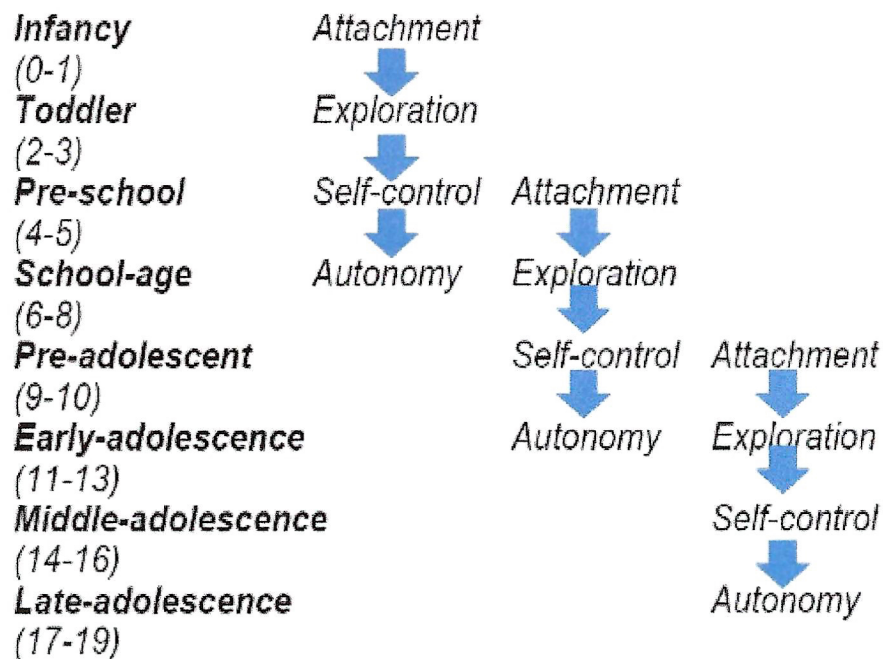 Infancy Attachment
(0-1)
Toddler Exploration
(2-3)
Pre-school Self-control Attachment
(4-5)
School-age Autonomy Exploration
(6-8)
Pre-adolescent Self-control Attachment
(9-10)
Early-adolescence Autonomy Exploration
(11-13)
Middle-adolescence Self-control
(14-16)
Late-adolescence Autonomy
(17-19)